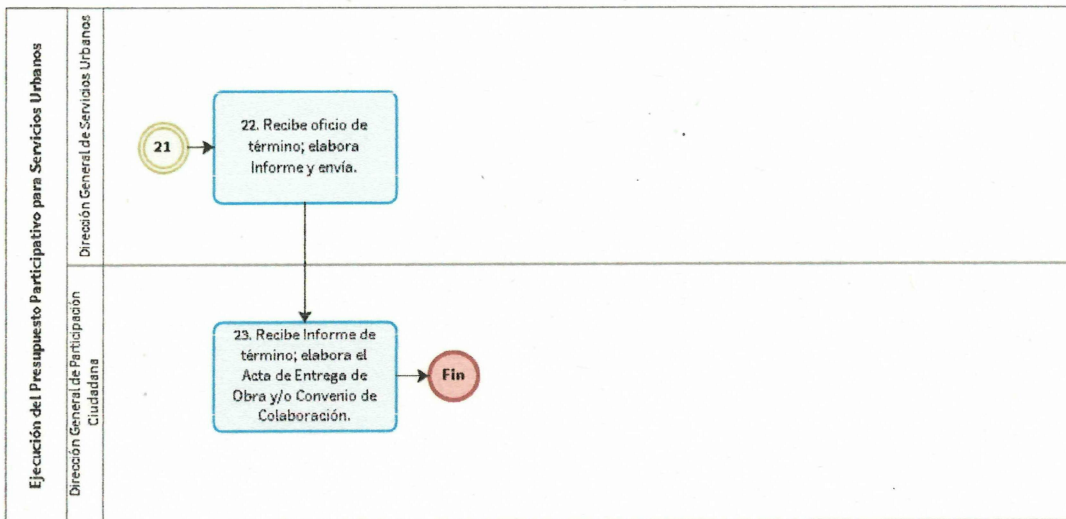 Ejecución del Presupuesto Participativo para Servicios Urbanos
Dirección General de Servicios Urbanos
21
22. Recibe oficio de
término; elabora
Informe y envía.
Dirección General de Participación
Ciudadana
23. Recibe Informe de
término; elabora el
Acta de Entrega de
Obra y/o Convenio de
Colaboración.
Fin